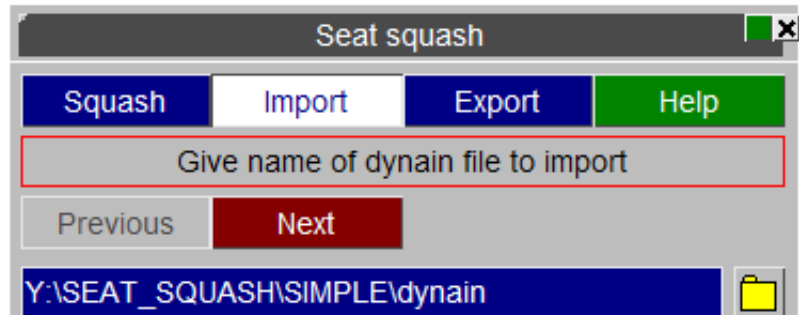 Seat squash
Squash Import Export Help
Give name of dynain file to import
Previous Next
Y:\SEAT_SQUASH\SIMPLE\dynain